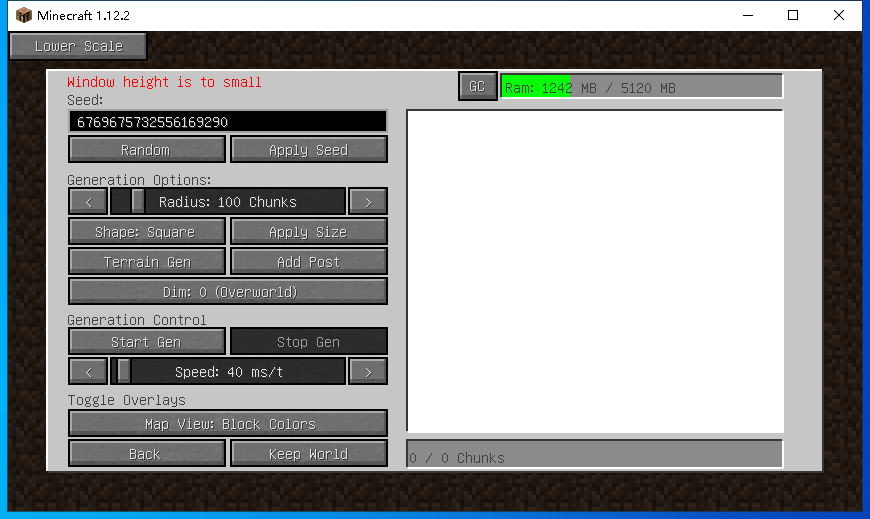 Minecraft 1.12.2
Lower Scale
Window height is to small
GC
Ram: 1242 MB / 5120 MB
Seed:
6769675732556169290
Random
Apply Seed
Generation Options:
<
Radius: 100 Chunks
>
Shape: Square
Apply Size
Terrain Gen
Add Post
Dim: 0 (Overworld)
Generation Control
Start Gen
Stop Gen
<
Speed: 40 ms/t
>
Toggle Overlays
Map View: Block Colors
Back
Keep World
0 / 0 Chunks